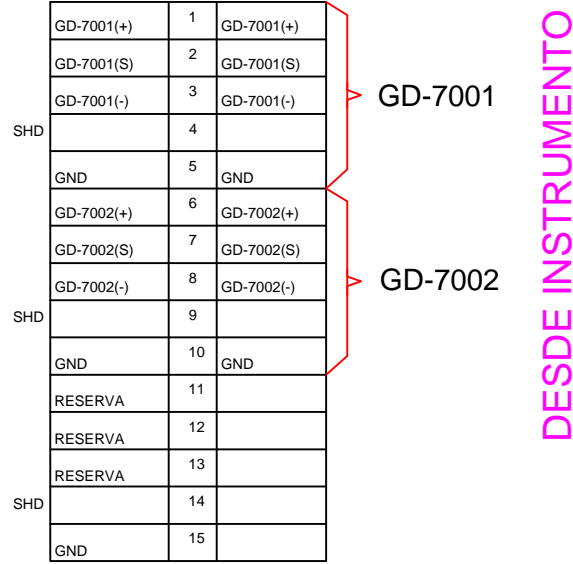 GD-7001(+) 1 GD-7001(+)
GD-7001(S) 2 GD-7001(S)
GD-7001(-) 3 GD-7001(-)
SHD 4
GND 5 GND
GD-7001
GD-7002(+) 6 GD-7002(+)
GD-7002(S) 7 GD-7002(S)
GD-7002(-) 8 GD-7002(-)
SHD 9
GND 10 GND
GD-7002
RESERVA 11
RESERVA 12
RESERVA 13
SHD 14
GND 15
DESDE INSTRUMENTO